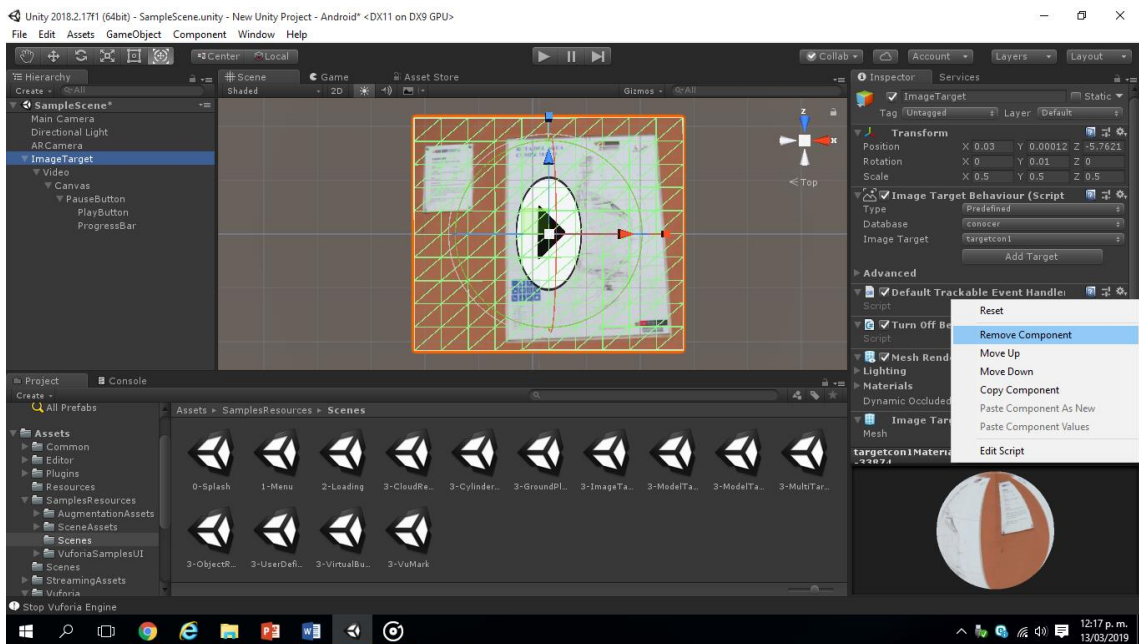 Unity 2018.2.17f1 (64bit) - SampleScene.unity - New Unity Project - Android* <DX11 on DX9 GPU>
File Edit Assets GameObject Component Window Help
Center Local
Collab Account Layers Layout
Hierarchy
Create All
SampleScene*
Main Camera
Directional Light
ARCamera
ImageTarget
Video
Canvas
PauseButton
PlayButton
ProgressBar
Scene Game Asset Store
Shaded 2D Gizmos All
z
x
Top
Inspector Services
ImageTarget Static
Tag Untagged Layer Default
Transform
Position X 0.03 Y 0.00012 Z -5.7621
Rotation X 0 Y 0.01 Z 0
Scale X 0.5 Y 0.5 Z 0.5
Image Target Behaviour (Script
Type Predefined
Database conocer
Image Target targetcon1
Add Target
Advanced
Default Trackable Event Handler
Script
Turn Off Be
Script
Mesh Rend
Lighting
Materials
Dynamic Occluded
Image Tar
Mesh
targetcon1Materia
-33874
Reset
Remove Component
Move Up
Move Down
Copy Component
Paste Component As New
Paste Component Values
Edit Script
Project Console
Create
All Prefabs
Assets
Common
Editor
Plugins
Resources
SamplesResources
AugmentationAssets
SceneAssets
Scenes
VuforiaSamplesUI
Scenes
StreamingAssets
Vuforia
Assets SamplesResources Scenes
0-Splash 1-Menu 2-Loading 3-CloudRe... 3-Cylinder... 3-GroundPl... 3-ImageTa... 3-ModelTa... 3-ModelTa... 3-MultiTar...
3-ObjectR... 3-UserDefi... 3-VirtualBu... 3-VuMark
Stop Vuforia Engine
12:17 p. m.
13/03/2019